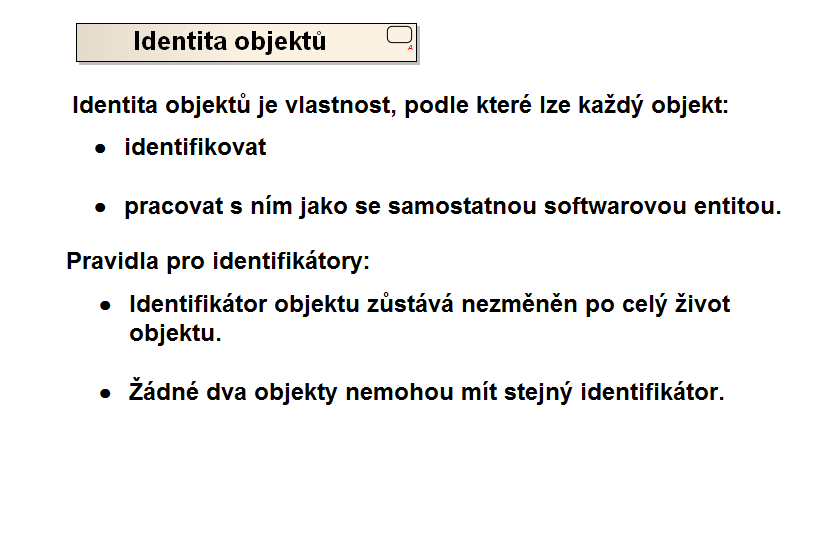 Identita objektů
A
Identita objektů je vlastnost, podle které lze každý objekt:
● identifikovat
● pracovat s ním jako se samostatnou softwarovou entitou.
Pravidla pro identifikátory:
● Identifikátor objektu zůstává nezměněn po celý život
objektu.
● Žádné dva objekty nemohou mít stejný identifikátor.